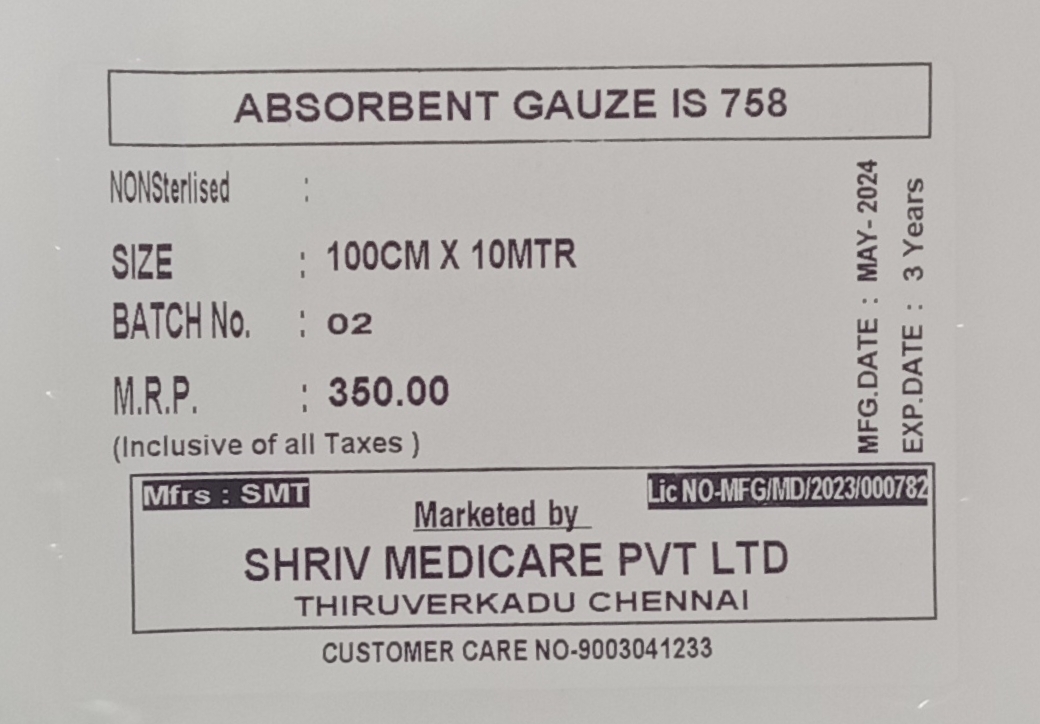 ABSORBENT GAUZE IS 758
NONSterlised :
SIZE : 100CM X 10MTR
BATCH No. : 02
M.R.P. : 350.00
(Inclusive of all Taxes )
MFG.DATE : MAY- 2024
EXP.DATE : 3 Years
Mfrs : SMT
Lic NO-MFG/MD/2023/000782
Marketed by
SHRIV MEDICARE PVT LTD
THIRUVERKADU CHENNAI
CUSTOMER CARE NO-9003041233